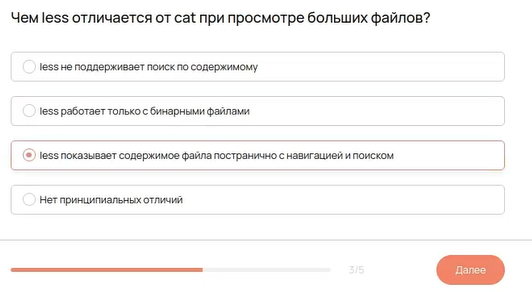 Чем less отличается от cat при просмотре больших файлов?
less не поддерживает поиск по содержимому
less работает только с бинарными файлами
less показывает содержимое файла постранично с навигацией и поиском
Нет принципиальных отличий
3/5
Далее